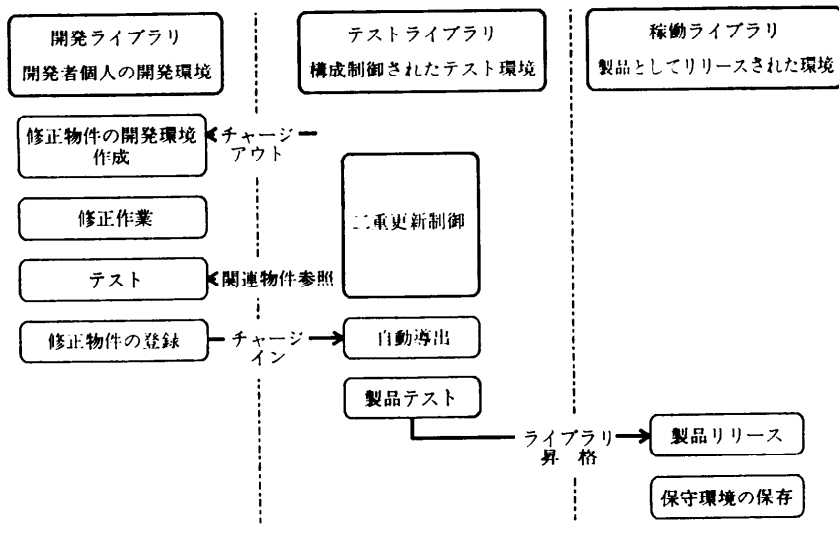 開発ライブラリ
開発者個人の開発環境
テストライブラリ
構成制御されたテスト環境
稼働ライブラリ
製品としてリリースされた環境
修正物件の開発環境
作成
チャージ
アウト
修正作業
二重更新制御
テスト
関連物件参照
修正物件の登録
チャージ
イン
自動導出
製品テスト
ライブラリ
昇 格
製品リリース
保守環境の保存